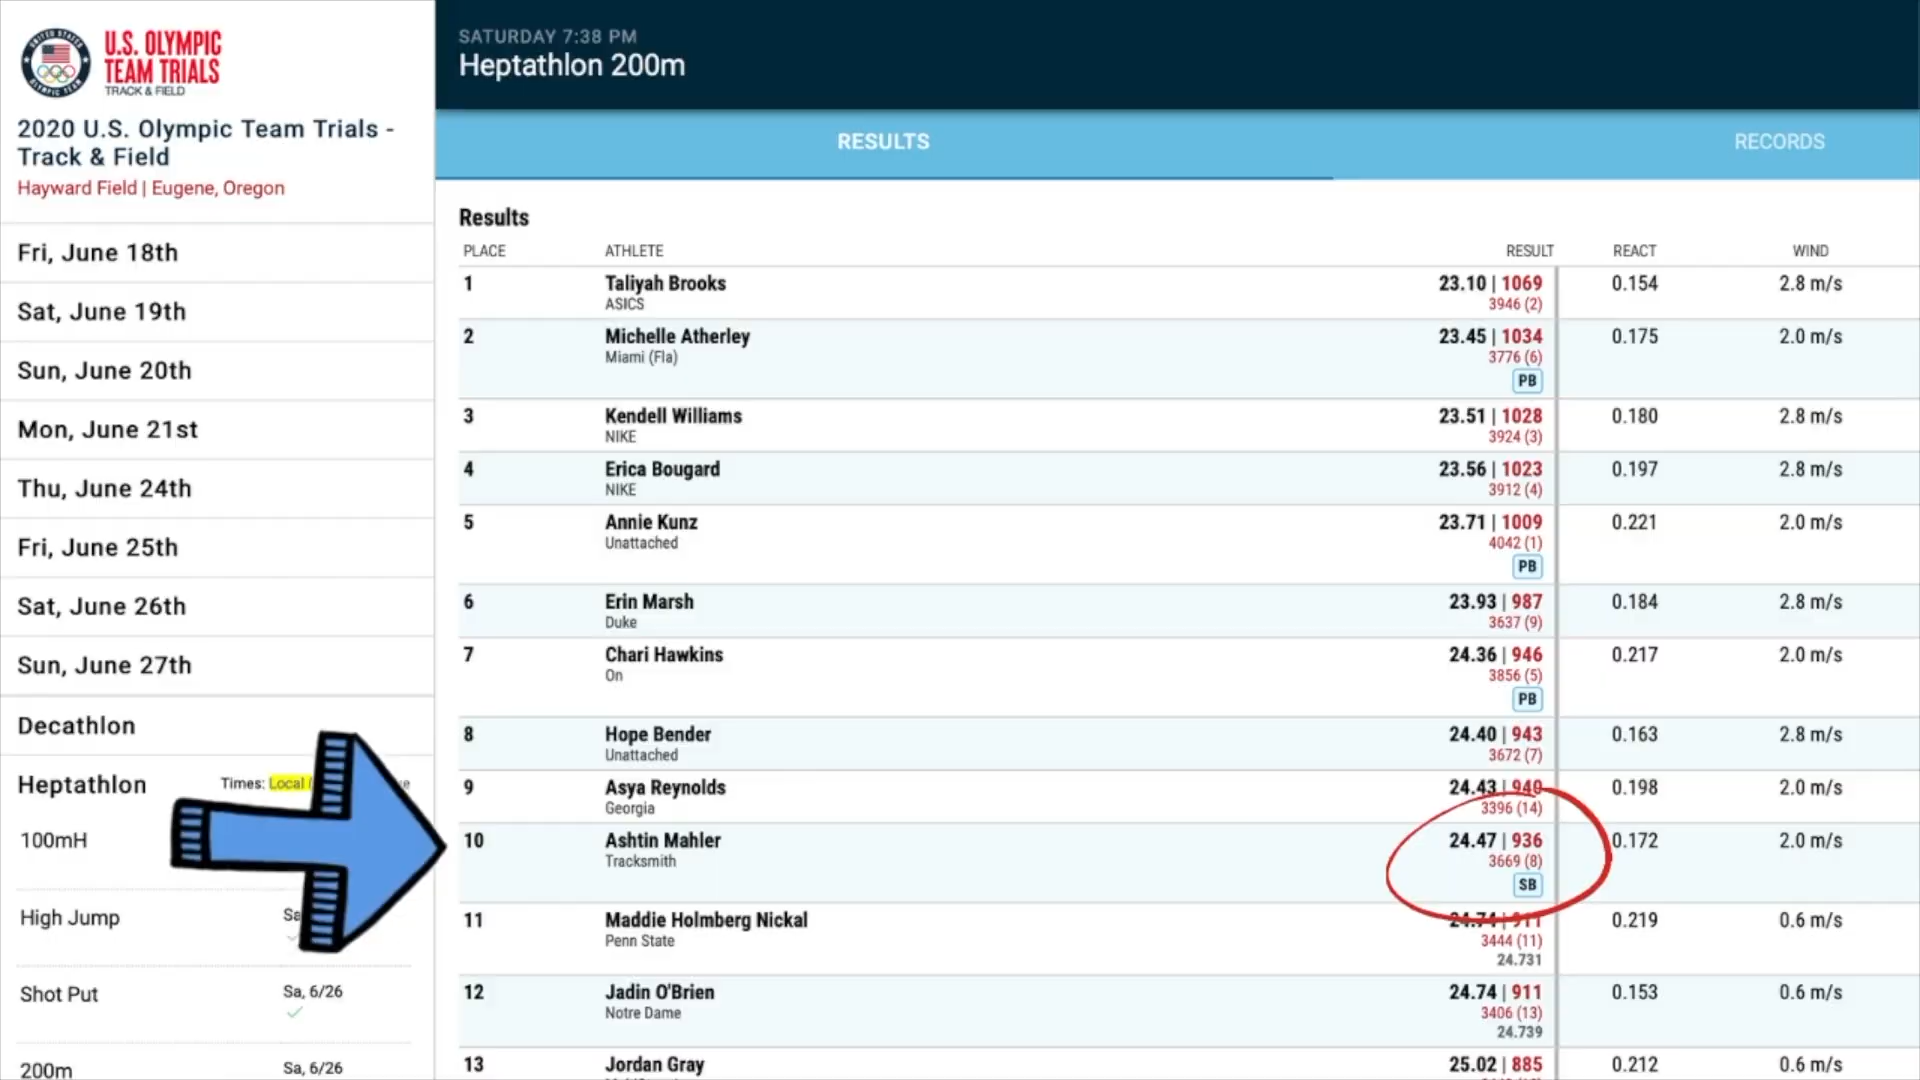 UNITED STATES
OLYMPIC TEAM
U.S. OLYMPIC
TEAM TRIALS
TRACK & FIELD
2020 U.S. Olympic Team Trials -
Track & Field
Hayward Field | Eugene, Oregon
Fri, June 18th
Sat, June 19th
Sun, June 20th
Mon, June 21st
Thu, June 24th
Fri, June 25th
Sat, June 26th
Sun, June 27th
Decathlon
Heptathlon Times: Local
100mH
High Jump Sa
Shot Put Sa, 6/26
200m Sa, 6/26
SATURDAY 7:38 PM
Heptathlon 200m
RESULTS RECORDS
Results
PLACE ATHLETE RESULT REACT WIND
1 Taliyah Brooks 23.10 | 1069 0.154 2.8 m/s
ASICS 3946 (2)
2 Michelle Atherley 23.45 | 1034 0.175 2.0 m/s
Miami (Fla) 3776 (6)
PB
3 Kendell Williams 23.51 | 1028 0.180 2.8 m/s
NIKE 3924 (3)
4 Erica Bougard 23.56 | 1023 0.197 2.8 m/s
NIKE 3912 (4)
5 Annie Kunz 23.71 | 1009 0.221 2.0 m/s
Unattached 4042 (1)
PB
6 Erin Marsh 23.93 | 987 0.184 2.8 m/s
Duke 3637 (9)
7 Chari Hawkins 24.36 | 946 0.217 2.0 m/s
On 3856 (5)
PB
8 Hope Bender 24.40 | 943 0.163 2.8 m/s
Unattached 3672 (7)
9 Asya Reynolds 24.43 | 940 0.198 2.0 m/s
Georgia 3396 (14)
10 Ashtin Mahler 24.47 | 936 0.172 2.0 m/s
Tracksmith 3669 (8)
SB
11 Maddie Holmberg Nickal 24.74 | 911 0.219 0.6 m/s
Penn State 3444 (11)
24.731
12 Jadin O'Brien 24.74 | 911 0.153 0.6 m/s
Notre Dame 3406 (13)
24.739
13 Jordan Gray 25.02 | 885 0.212 0.6 m/s